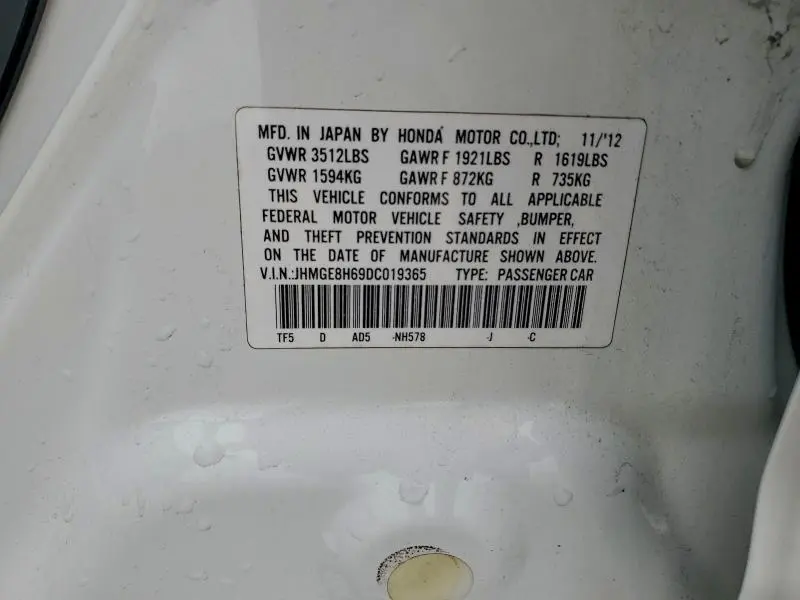 MFD. IN JAPAN BY HONDA MOTOR CO.,LTD; 11/'12
GVWR 3512LBS GAWR F 1921LBS R 1619LBS
GVWR 1594KG GAWR F 872KG R 735KG
THIS VEHICLE CONFORMS TO ALL APPLICABLE
FEDERAL MOTOR VEHICLE SAFETY ,BUMPER,
AND THEFT PREVENTION STANDARDS IN EFFECT
ON THE DATE OF MANUFACTURE SHOWN ABOVE.
V.I.N.:JHMGE8H69DC019365 TYPE: PASSENGER CAR
TF5 D AD5 -NH578 -J -C